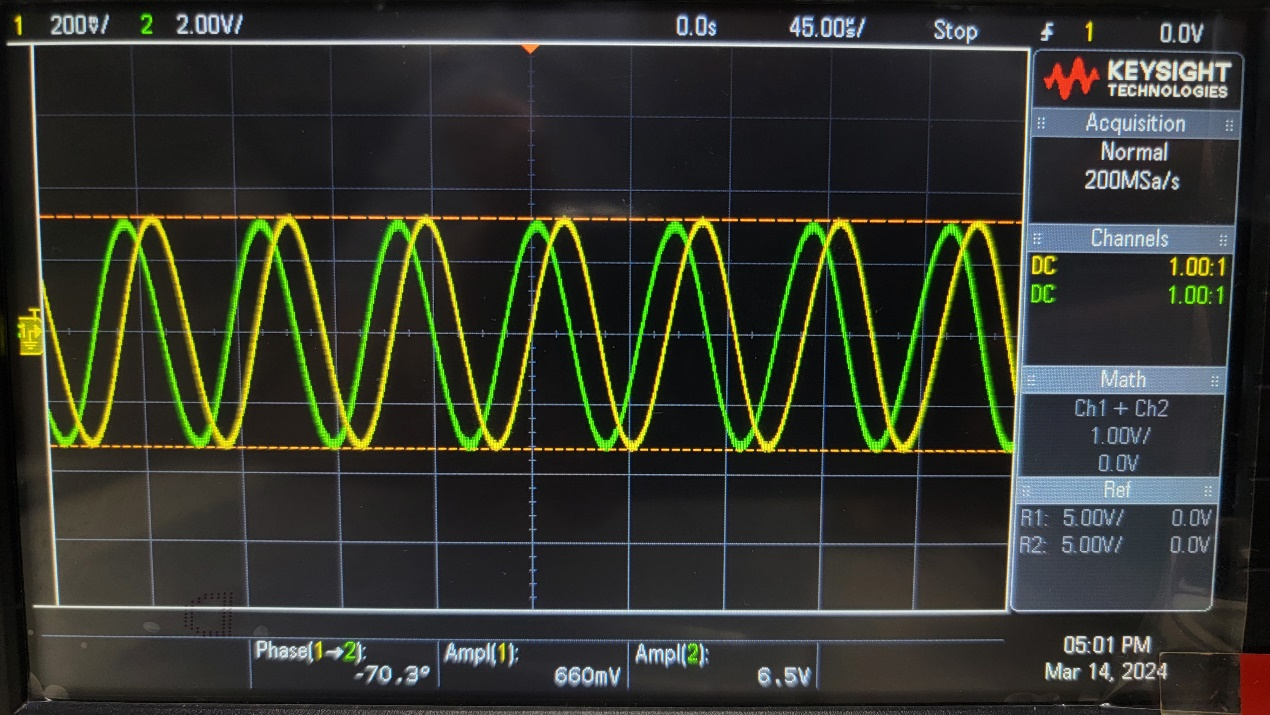 1 200mV/ 2 2.00V/ 0.0s 45.00us/ Stop 1 0.0V
KEYSIGHT
TECHNOLOGIES
Acquisition
Normal
200MSa/s
Channels
DC 1.00:1
DC 1.00:1
Math
Ch1 + Ch2
1.00V/
0.0V
Ref
R1: 5.00V/ 0.0V
R2: 5.00V/ 0.0V
Phase(1→2):
-70.3°
Ampl(1):
660mV
Ampl(2):
6.5V
05:01 PM
Mar 14, 2024